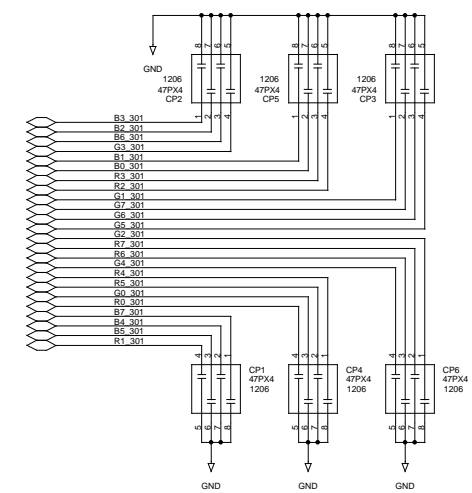 8 7 6 5 8 7 6 5 8 7 6 5
GND
1206 1206 1206
47PX4 47PX4 47PX4
CP2 CP5 CP3
1 2 3 4 1 2 3 4 1 2 3 4
B3_301
B2_301
B6_301
G3_301
B1_301
B0_301
R3_301
R2_301
G1_301
G7_301
G6_301
G5_301
G2_301
R7_301
R6_301
G4_301
R4_301
R5_301
G0_301
R0_301
B7_301
B4_301
B5_301
R1_301
4 3 2 1 4 3 2 1 4 3 2 1
CP1 CP4 CP6
47PX4 47PX4 47PX4
1206 1206 1206
5 6 7 8 5 6 7 8 5 6 7 8
GND GND GND